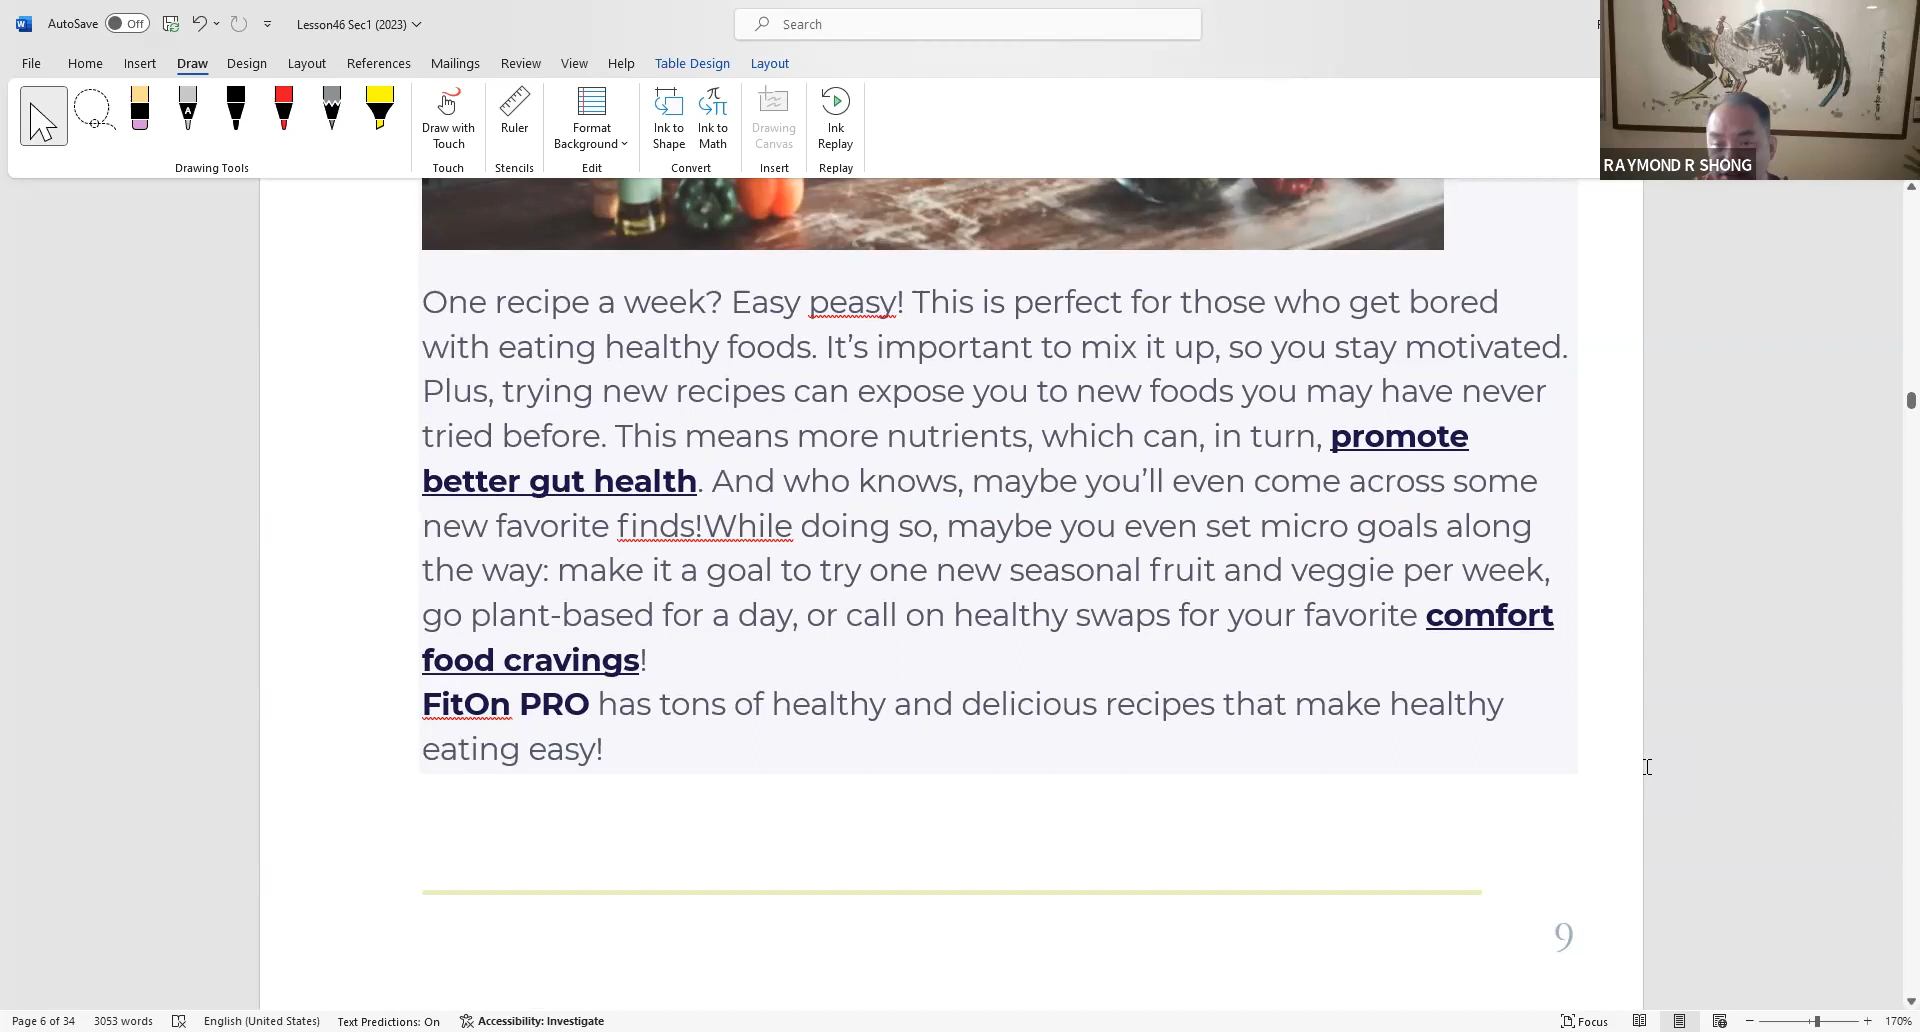 AutoSave Off Lesson46 Sec1 (2023) Search
File Home Insert Draw Design Layout References Mailings Review View Help Table Design Layout
Draw with Touch
Ruler
Format Background
Ink to Shape
Ink to Math
Drawing Canvas
Ink Replay
Drawing Tools Touch Stencils Edit Convert Insert Replay
RAYMOND R SHONG
One recipe a week? Easy peasy! This is perfect for those who get bored
with eating healthy foods. It’s important to mix it up, so you stay motivated.
Plus, trying new recipes can expose you to new foods you may have never
tried before. This means more nutrients, which can, in turn, promote
better gut health. And who knows, maybe you’ll even come across some
new favorite finds!While doing so, maybe you even set micro goals along
the way: make it a goal to try one new seasonal fruit and veggie per week,
go plant-based for a day, or call on healthy swaps for your favorite comfort
food cravings!
FitOn PRO has tons of healthy and delicious recipes that make healthy
eating easy!
9
Page 6 of 34 3053 words English (United States) Text Predictions: On Accessibility: Investigate Focus 170%